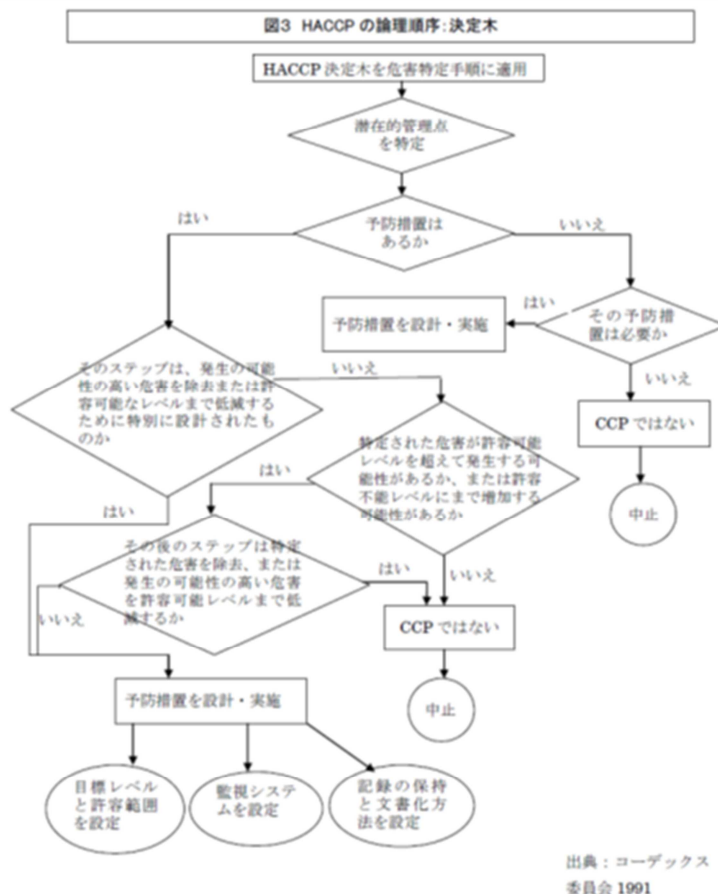 図3 HACCP の論理順序:決定木
HACCP 決定木を危害特定手順に適用
潜在的管理点
を特定
はい
予防措置は
あるか
いいえ
予防措置を設計・実施
はい
その予防措
置は必要か
そのステップは、発生の可能
性の高い危害を除去または許
容可能なレベルまで低減する
ために特別に設計されたも
のか
いいえ
いいえ
CCP ではない
特定された危害が許容可能
レベルを超えて発生する可
能性があるか、または許容
不能レベルにまで増加する
可能性があるか
はい
中止
はい
その後のステップは特定
された危害を除去、または
発生の可能性の高い危害
を許容可能レベルまで低
減するか
はい
いいえ
いいえ
CCP ではない
予防措置を設計・実施
中止
目標レベル
と許容範囲
を設定
監視システ
ムを設定
記録の保持
と文書化方
法を設定
出典:コーデックス
委員会 1991